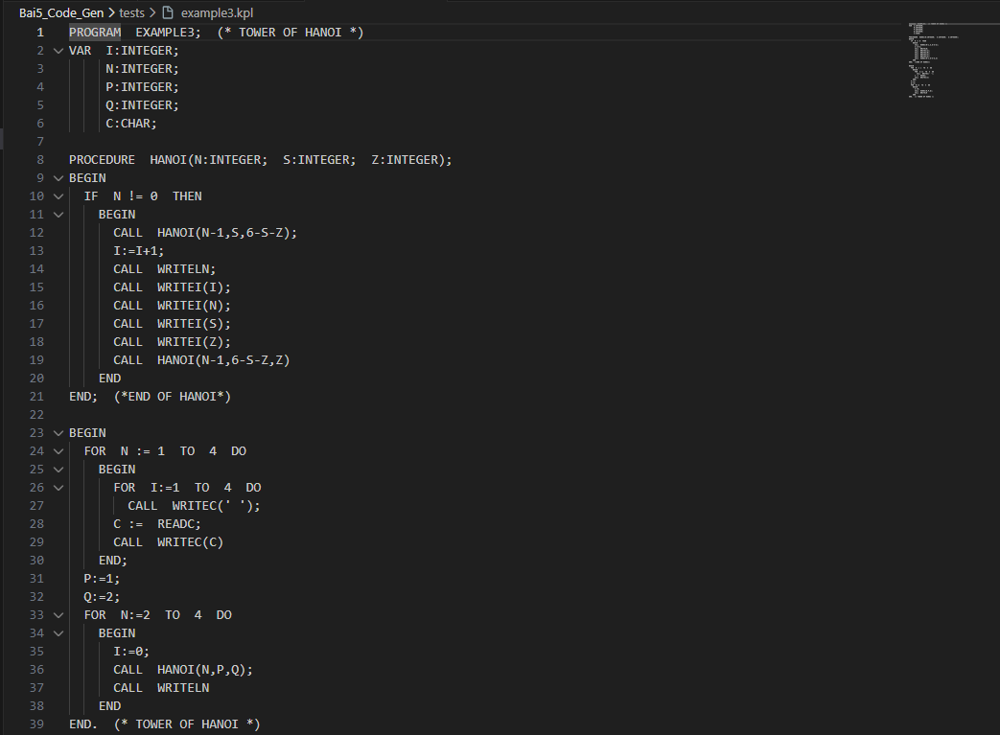 Bai5_Code_Gen > tests > example3.kpl
1 PROGRAM EXAMPLE3; (* TOWER OF HANOI *)
2 VAR I:INTEGER;
3 N:INTEGER;
4 P:INTEGER;
5 Q:INTEGER;
6 C:CHAR;
7
8 PROCEDURE HANOI(N:INTEGER; S:INTEGER; Z:INTEGER);
9 BEGIN
10 IF N != 0 THEN
11 BEGIN
12 CALL HANOI(N-1,S,6-S-Z);
13 I:=I+1;
14 CALL WRITELN;
15 CALL WRITEI(I);
16 CALL WRITEI(N);
17 CALL WRITEI(S);
18 CALL WRITEI(Z);
19 CALL HANOI(N-1,6-S-Z,Z)
20 END
21 END; (*END OF HANOI*)
22
23 BEGIN
24 FOR N := 1 TO 4 DO
25 BEGIN
26 FOR I:=1 TO 4 DO
27 CALL WRITEC(' ');
28 C := READC;
29 CALL WRITEC(C)
30 END;
31 P:=1;
32 Q:=2;
33 FOR N:=2 TO 4 DO
34 BEGIN
35 I:=0;
36 CALL HANOI(N,P,Q);
37 CALL WRITELN
38 END
39 END. (* TOWER OF HANOI *)